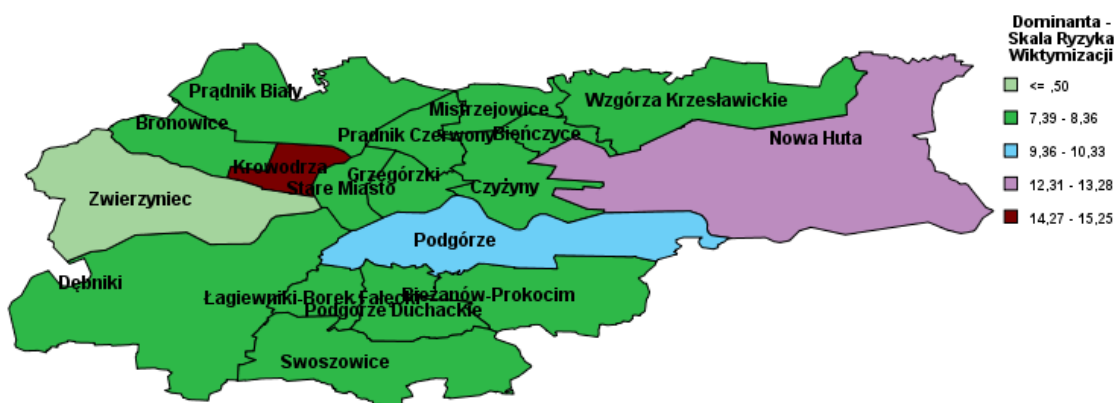 Dominanta -
Skala Ryzyka
Wiktymizacji
<= ,50
7,39 - 8,36
9,36 - 10,33
12,31 - 13,28
14,27 - 15,25
Prądnik Biały
Mistrzejowice
Wzgórza Krzesławickie
Bronowice
Prądnik Czerwony
Bieńczyce
Nowa Huta
Krowodrza
Grzegórzki
Stare Miasto
Czyżyny
Zwierzyniec
Podgórze
Dębniki
Łagiewniki-Borek Fałęcki
Bieżanów-Prokocim
Podgórze Duchackie
Swoszowice